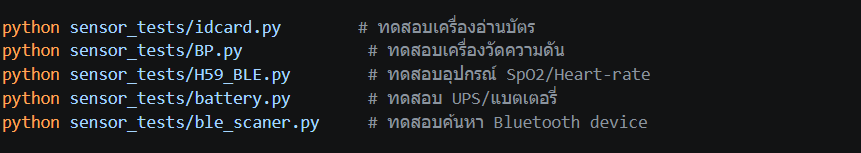 python sensor_tests/idcard.py # ทดสอบเครื่องอ่านบัตร
python sensor_tests/BP.py # ทดสอบเครื่องวัดความดัน
python sensor_tests/H59_BLE.py # ทดสอบอุปกรณ์ SpO2/Heart-rate
python sensor_tests/battery.py # ทดสอบ UPS/แบตเตอรี่
python sensor_tests/ble_scaner.py # ทดสอบค้นหา Bluetooth device